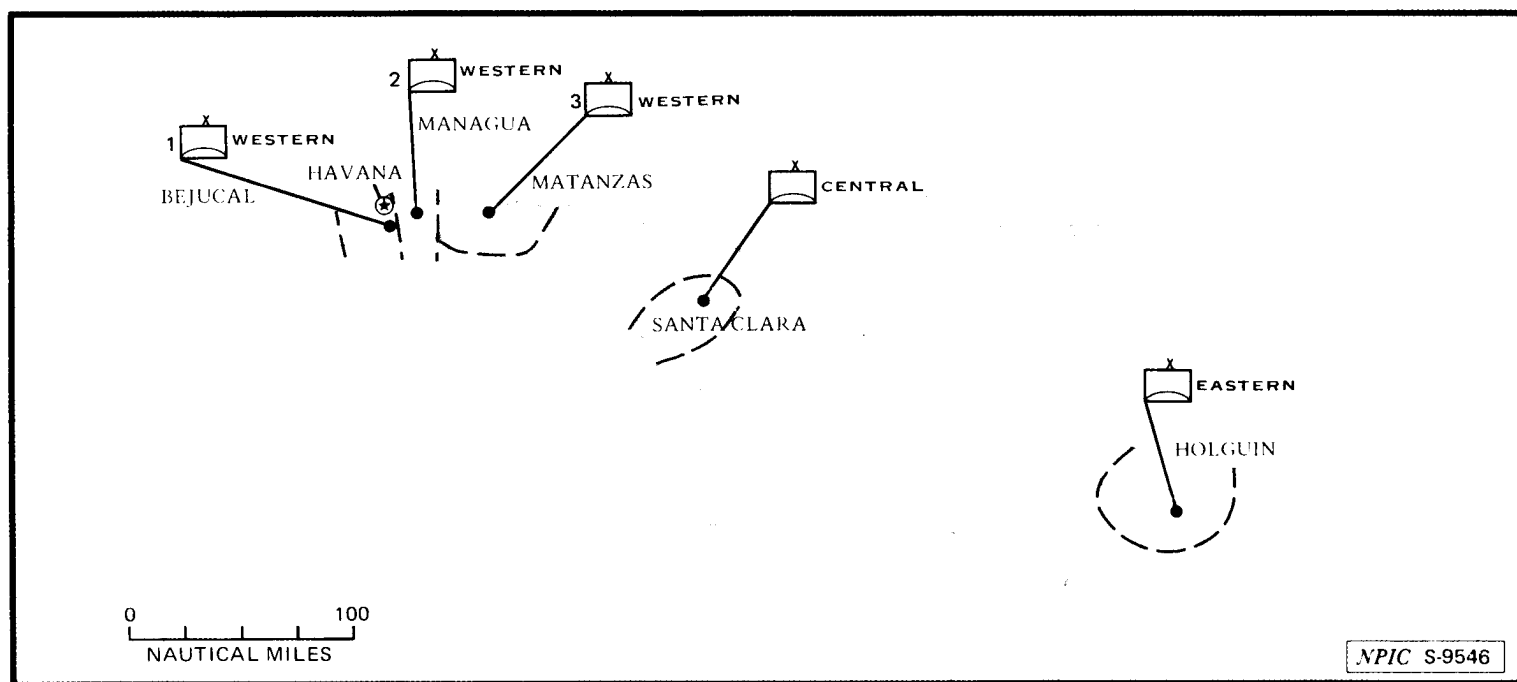 2 WESTERN
3 WESTERN
MANAGUA
1 WESTERN
HAVANA
BEJUCAL
MATANZAS
CENTRAL
SANTA CLARA
EASTERN
HOLGUIN
0 100
NAUTICAL MILES
NPIC S-9546